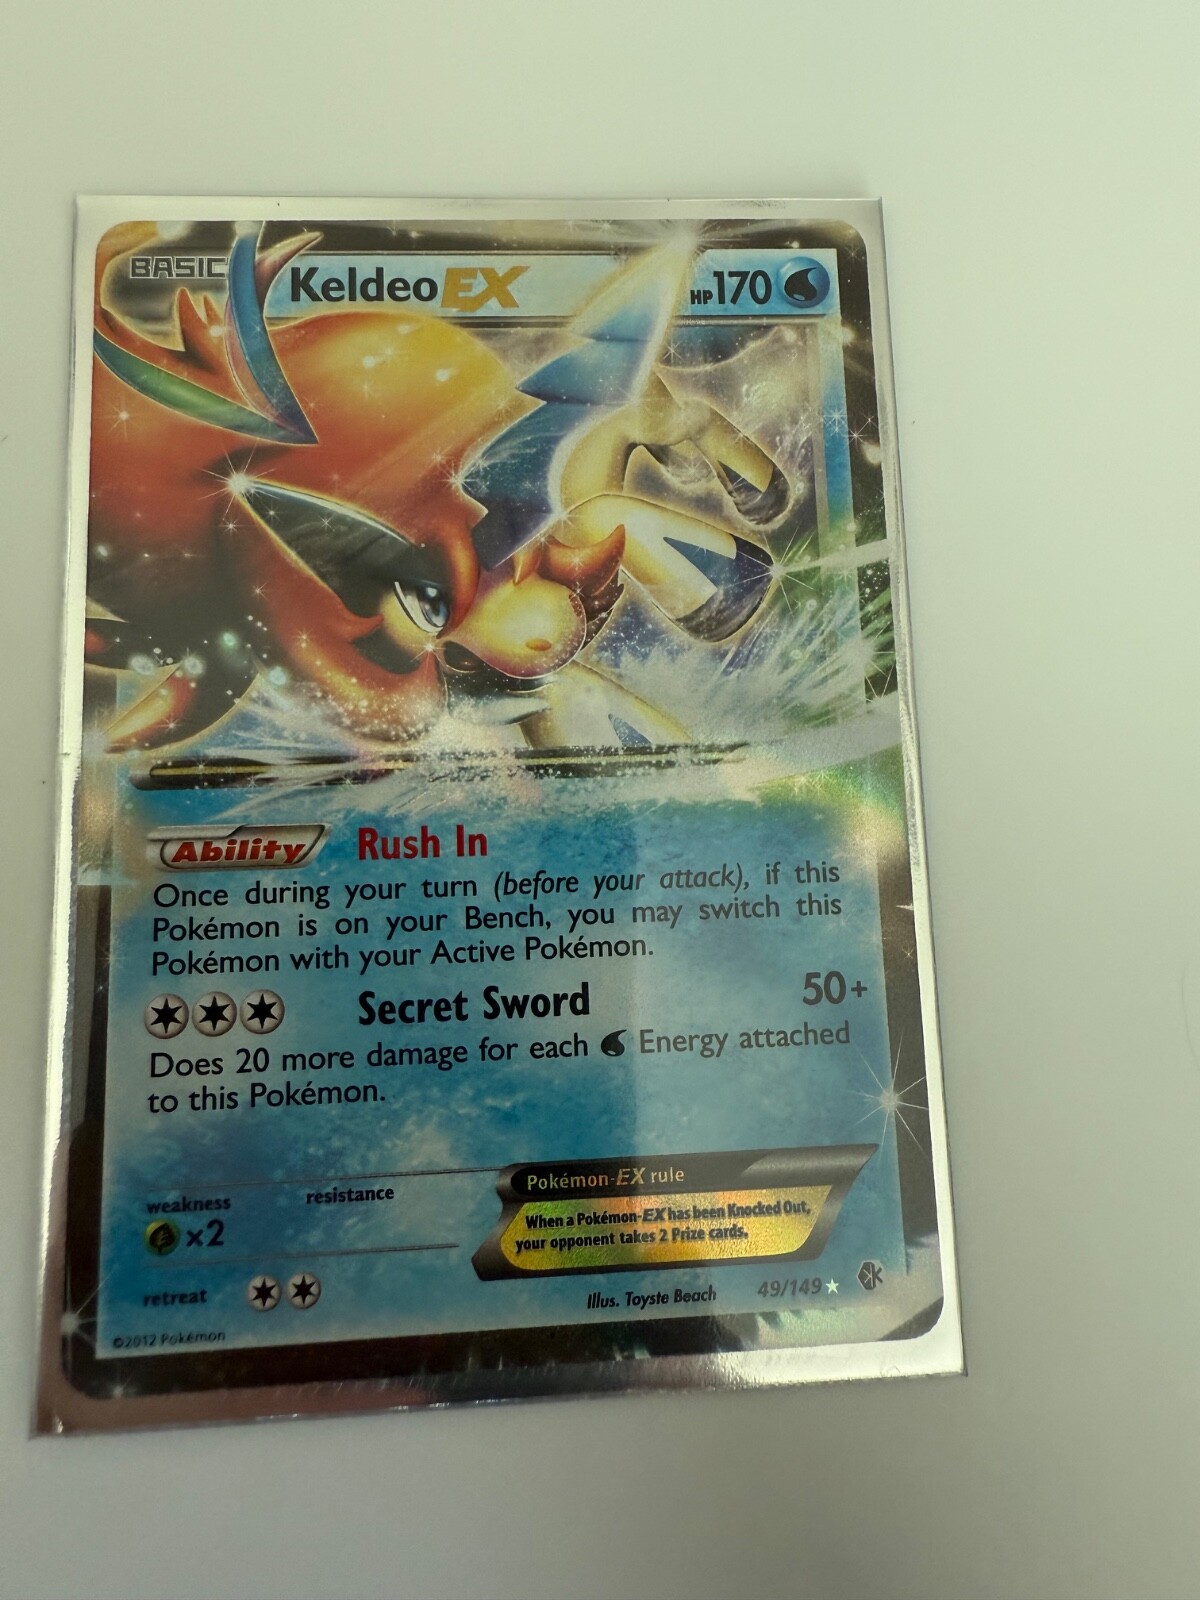 BASIC Keldeo EX HP 170
Ability Rush In
Once during your turn (before your attack), if this
Pokémon is on your Bench, you may switch this
Pokémon with your Active Pokémon.
Secret Sword 50+
Does 20 more damage for each Energy attached
to this Pokémon.
Pokémon-EX rule
When a Pokémon-EX has been Knocked Out,
your opponent takes 2 Prize cards.
weakness resistance
×2
retreat
Illus. Toyste Beach 49/149
©2012 Pokémon